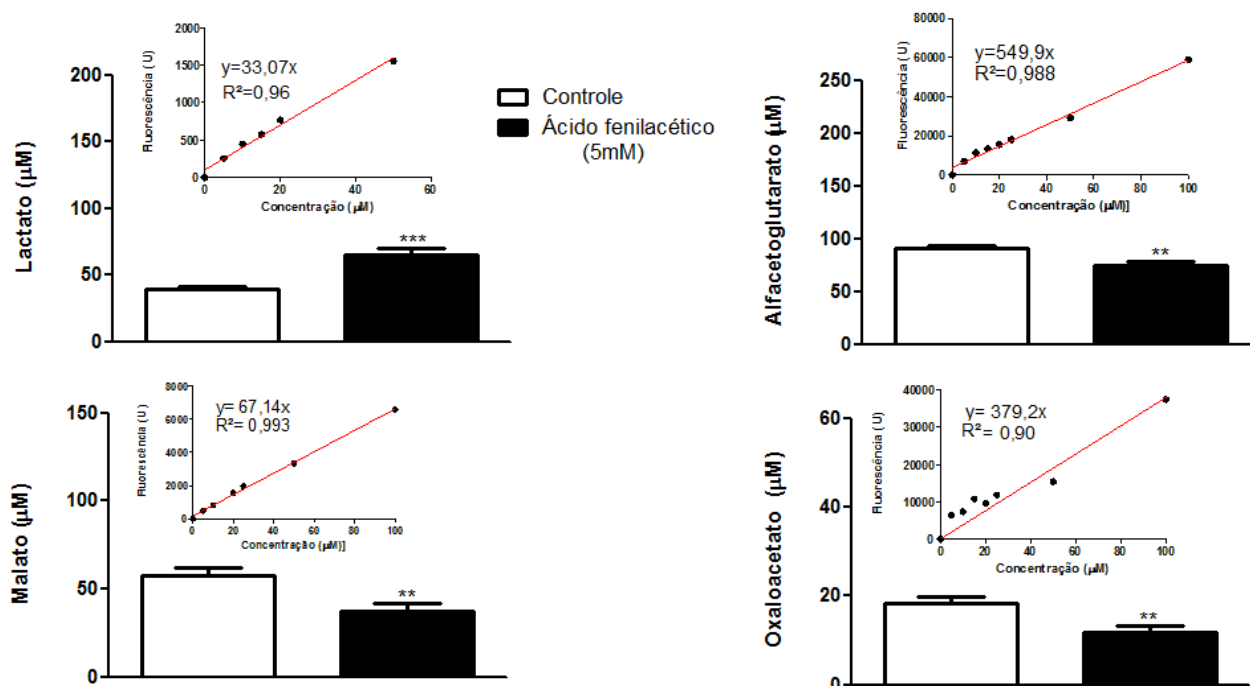 2000
1500
1000
500
0
Fluorescência (U)
y=33,07x
R²=0,96
0
20
40
60
Concentração (µM)
200
150
100
50
0
Lactato (µM)
***
Controle
Ácido fenilacético
(5mM)
80000
60000
40000
20000
0
Fluorescência (U)
y=549,9x
R²=0,988
0
20
40
60
80
100
Concentração (µM)]
250
200
150
100
50
0
Alfacetoglutarato (µM)
**
8000
6000
4000
2000
0
Fluorescência (U)
y= 67,14x
R²= 0,993
0
20
40
60
80
100
Concentração (µM)]
150
100
50
0
Malato (µM)
**
40000
30000
20000
10000
0
Fluorescência (U)
y= 379,2x
R²= 0,90
0
20
40
60
80
100
Concentração (µM)
60
40
20
0
Oxaloacetato (µM)
**